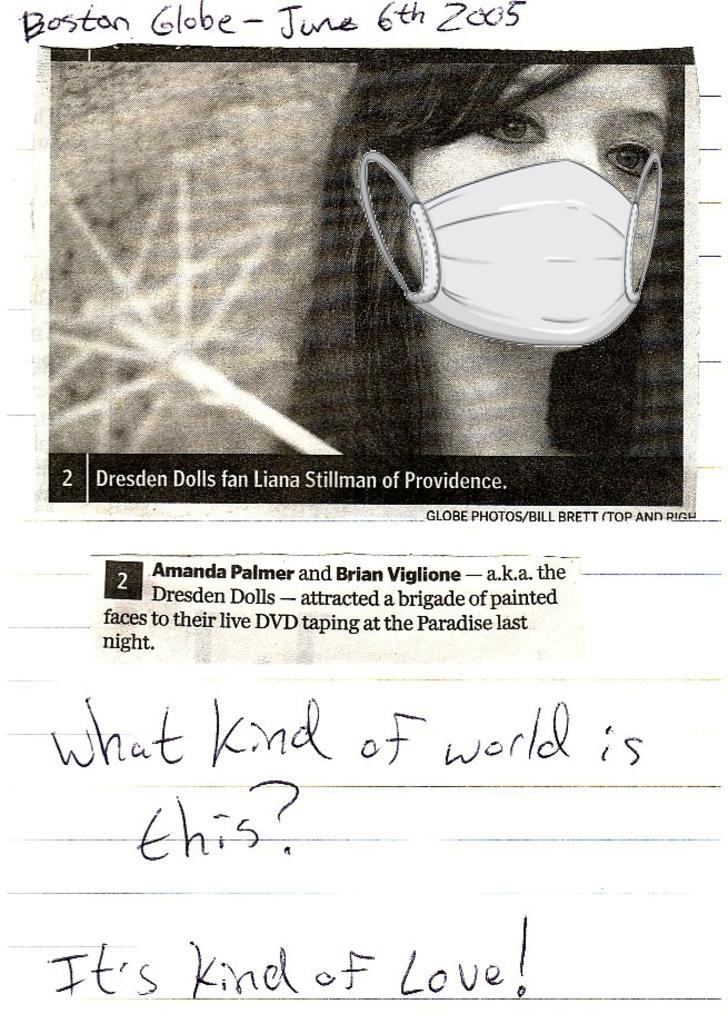 Boston Globe - June 6th 2005
2 Dresden Dolls fan Liana Stillman of Providence.
GLOBE PHOTOS/BILL BRETT (TOP AND RIGH
2 Amanda Palmer and Brian Viglione — a.k.a. the
Dresden Dolls — attracted a brigade of painted
faces to their live DVD taping at the Paradise last
night.
What kind of world is
this?
It's kind of Love!